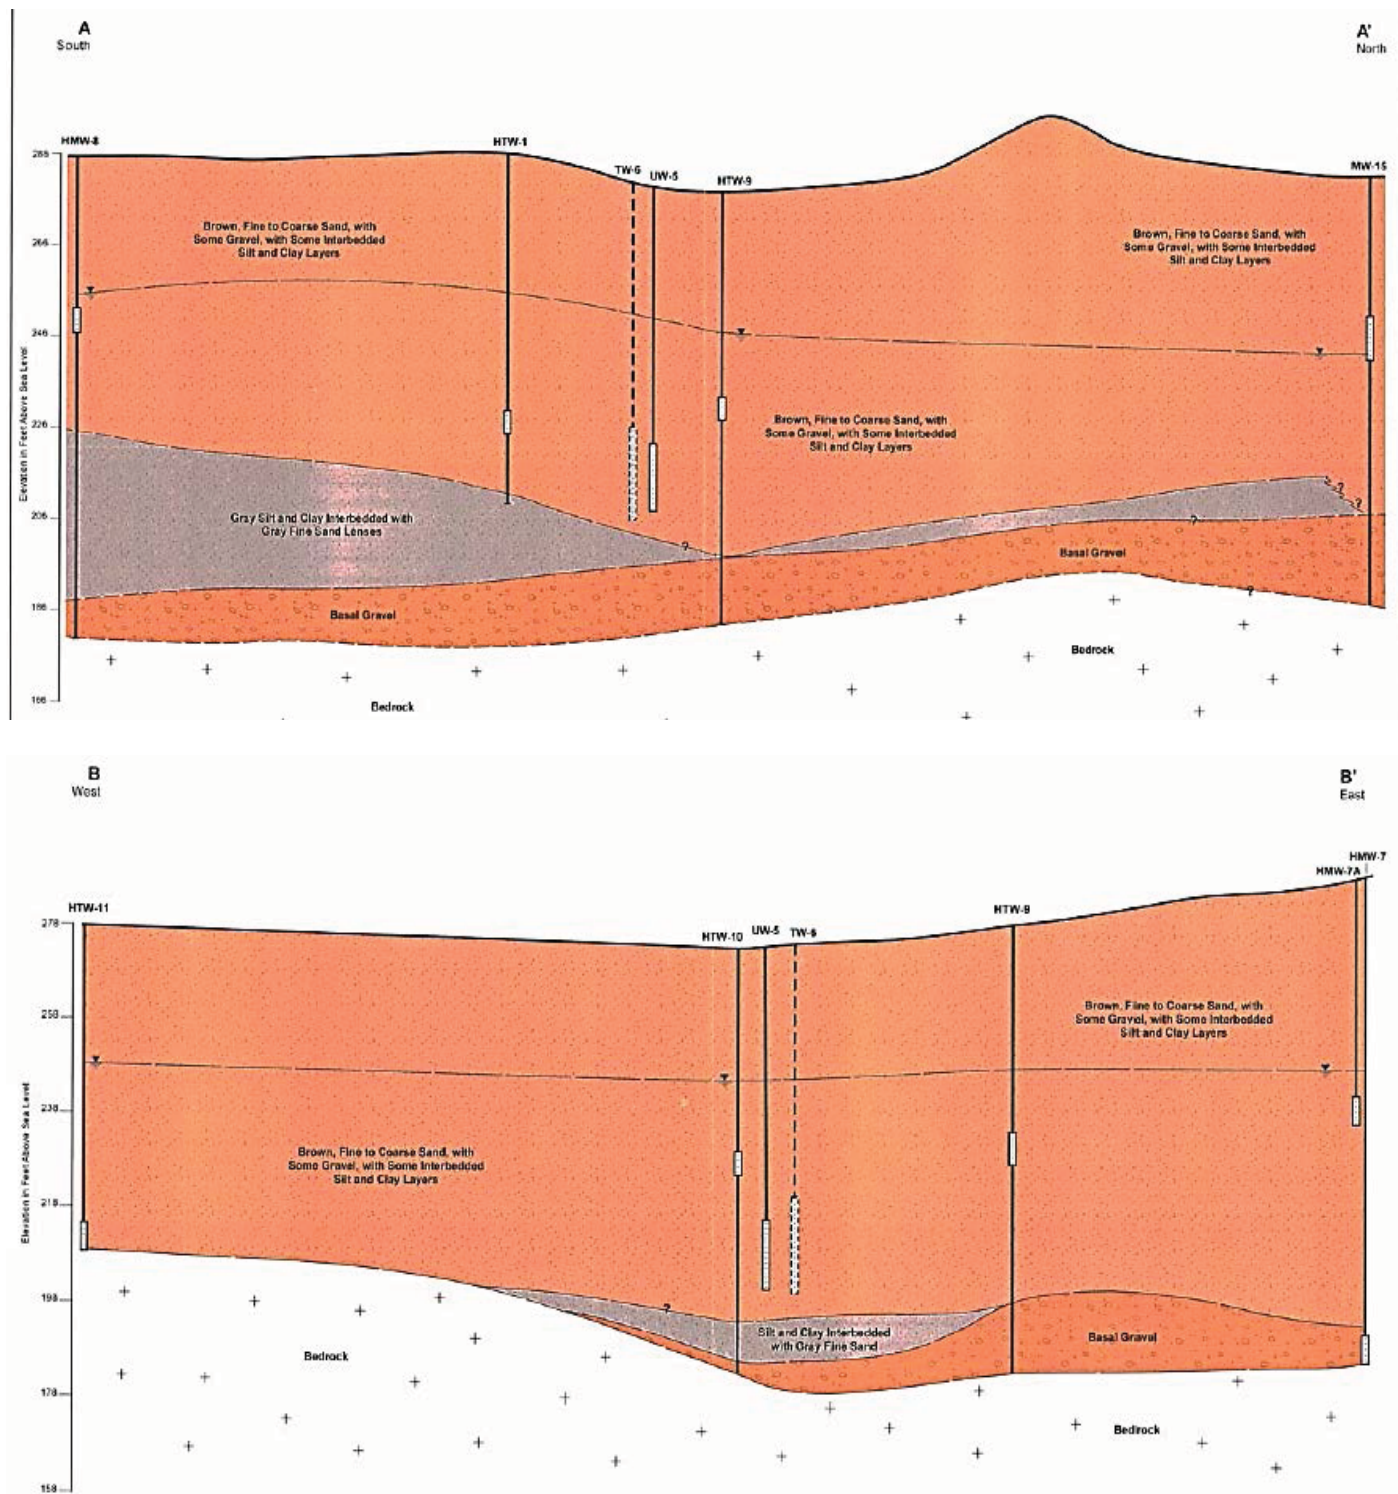 A
South
A'
North
HMW-8
HTW-1
TW-6
UW-5
HTW-9
MW-15
266
246
226
206
186
166
Elevation in Feet Above Sea Level
Brown, Fine to Coarse Sand, with
Some Gravel, with Some Interbedded
Silt and Clay Layers
Brown, Fine to Coarse Sand, with
Some Gravel, with Some Interbedded
Silt and Clay Layers
Brown, Fine to Coarse Sand, with
Some Gravel, with Some Interbedded
Silt and Clay Layers
Gray Silt and Clay Interbedded with
Gray Fine Sand Lenses
?
?
?
?
?
Basal Gravel
Basal Gravel
Bedrock
Bedrock
B
West
B'
East
HMW-7
HMW-7A
HTW-11
HTW-10
UW-5
TW-6
HTW-9
278
258
238
218
198
178
158
Elevation in Feet Above Sea Level
Brown, Fine to Coarse Sand, with
Some Gravel, with Some Interbedded
Silt and Clay Layers
Brown, Fine to Coarse Sand, with
Some Gravel, with Some Interbedded
Silt and Clay Layers
?
Silt and Clay Interbedded
with Gray Fine Sand
Basal Gravel
Bedrock
Bedrock